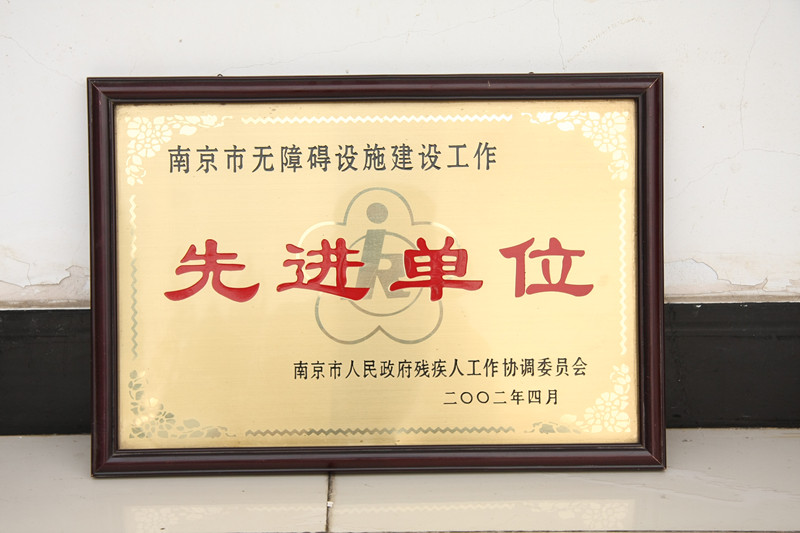 南京市无障碍设施建设工作
先进单位
南京市人民政府残疾人工作协调委员会
二〇〇二年四月